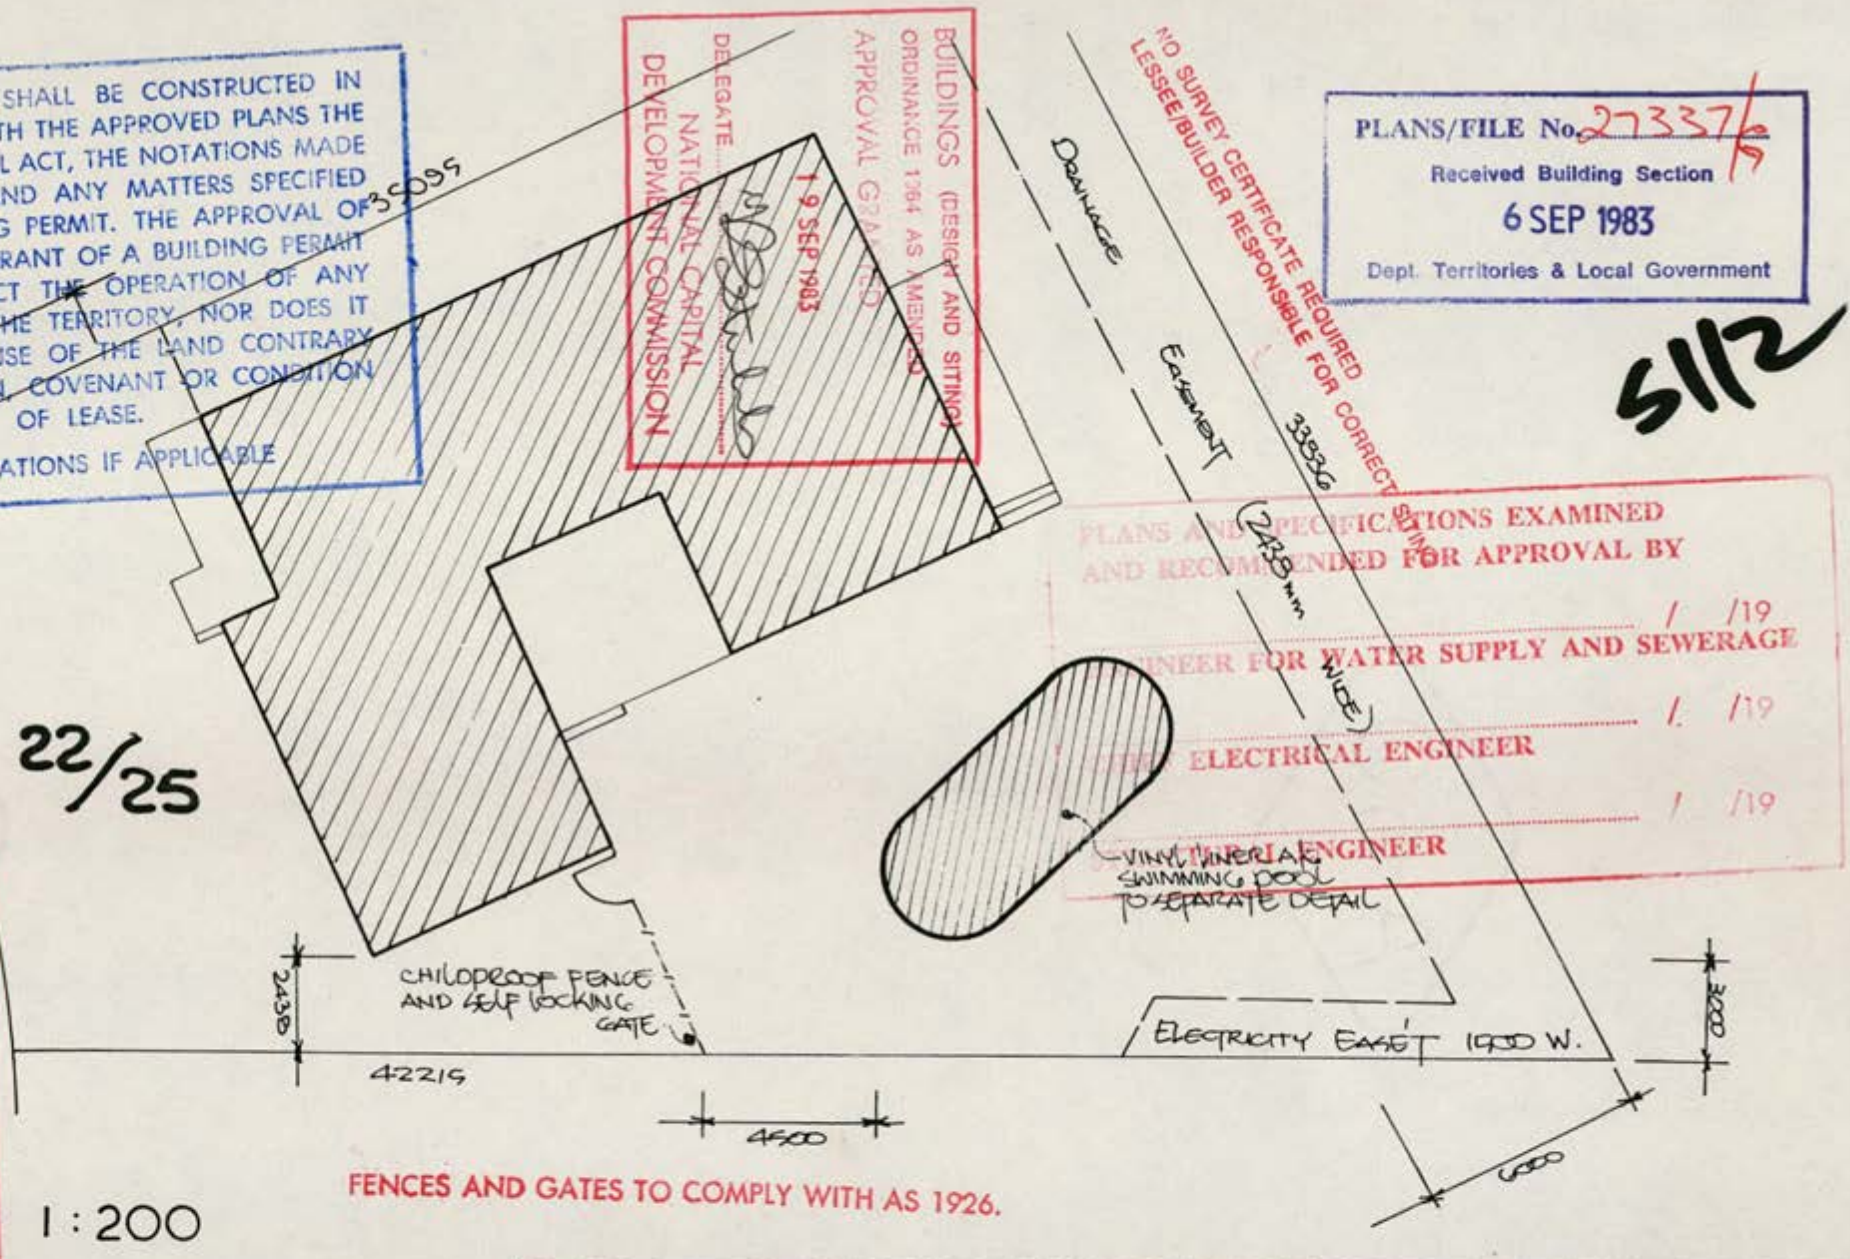 SHALL BE CONSTRUCTED IN
TH THE APPROVED PLANS THE
L ACT, THE NOTATIONS MADE
ND ANY MATTERS SPECIFIED
G PERMIT. THE APPROVAL OF
RANT OF A BUILDING PERMIT
CT THE OPERATION OF ANY
HE TERRITORY, NOR DOES IT
SE OF THE LAND CONTRARY
COVENANT OR CONDITION
OF LEASE.
ATIONS IF APPLICABLE
35095
BUILDINGS (DESIGN AND SITING)
ORDINANCE 1964 AS AMENDED
APPROVAL GRANTED
19 SEP 1983
DELEGATE
NATIONAL CAPITAL
DEVELOPMENT COMMISSION
NO SURVEY CERTIFICATE REQUIRED
LESSEE/BUILDER RESPONSIBLE FOR CORRECT SITING
PLANS/FILE No. 27337/
Received Building Section
6 SEP 1983
Dept. Territories & Local Government
51/2
DRAINAGE EASEMENT (2438mm WIDE)
33836
PLANS AND SPECIFICATIONS EXAMINED
AND RECOMMENDED FOR APPROVAL BY
/ /19
ENGINEER FOR WATER SUPPLY AND SEWERAGE
/ /19
ELECTRICAL ENGINEER
/ /19
ENGINEER
22/25
VINYL LINER
SWIMMING POOL
TO SEPARATE DETAIL
CHILDPROOF FENCE
AND SELF LOCKING
GATE
2438
3000
ELECTRICITY EASE'T 1500 W.
42215
4500
FENCES AND GATES TO COMPLY WITH AS 1926.
1:200